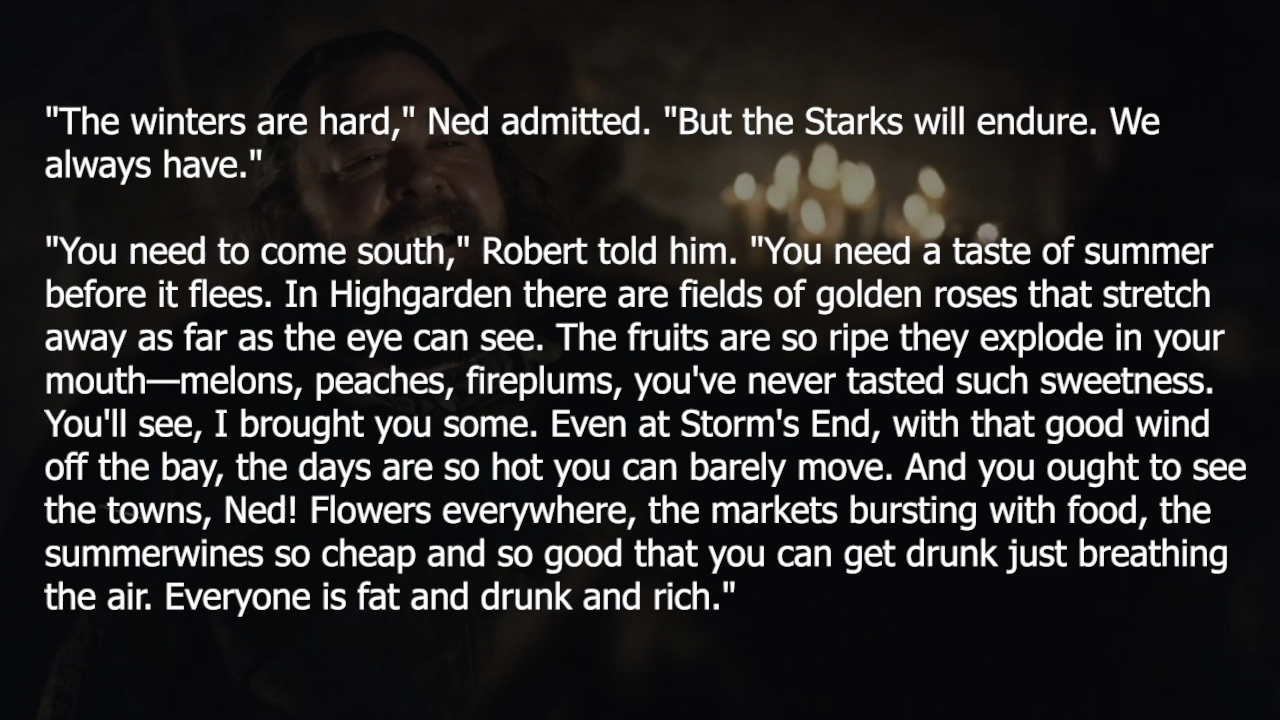 "The winters are hard," Ned admitted. "But the Starks will endure. We
always have."
"You need to come south," Robert told him. "You need a taste of summer
before it flees. In Highgarden there are fields of golden roses that stretch
away as far as the eye can see. The fruits are so ripe they explode in your
mouth—melons, peaches, fireplums, you've never tasted such sweetness.
You'll see, I brought you some. Even at Storm's End, with that good wind
off the bay, the days are so hot you can barely move. And you ought to see
the towns, Ned! Flowers everywhere, the markets bursting with food, the
summerwines so cheap and so good that you can get drunk just breathing
the air. Everyone is fat and drunk and rich."